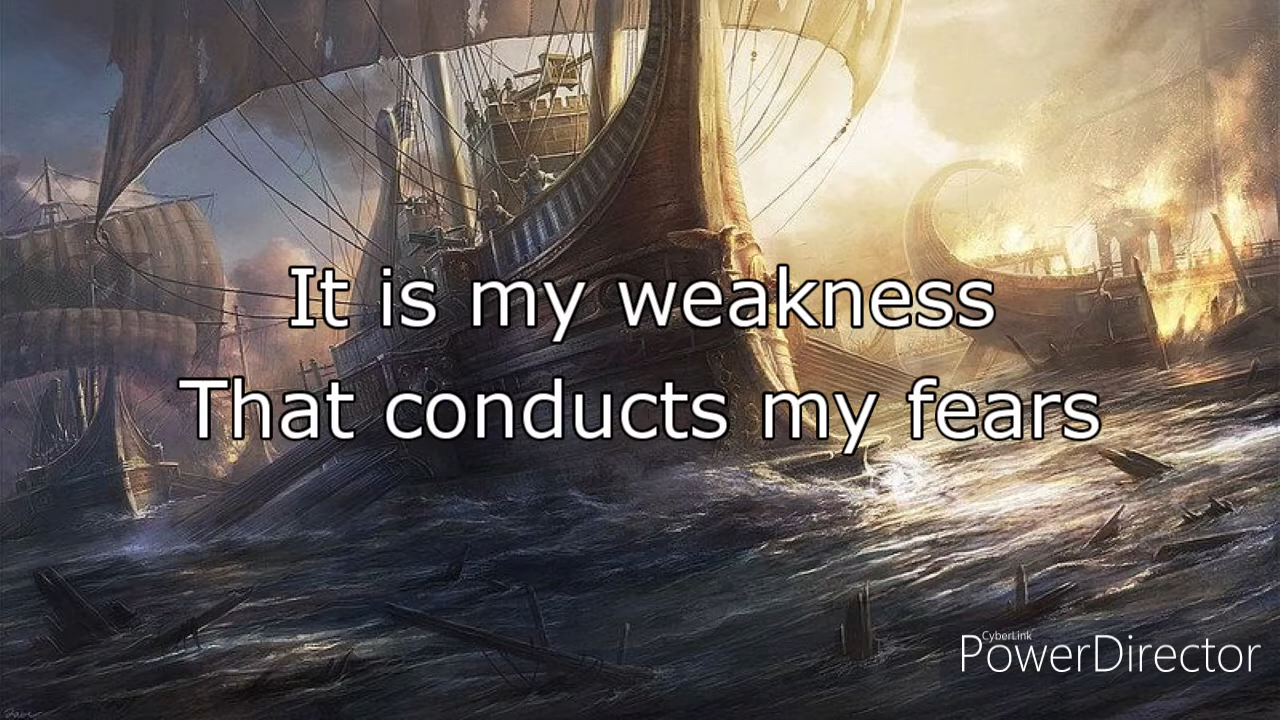 It is my weakness
That conducts my fears
CyberLink
PowerDirector